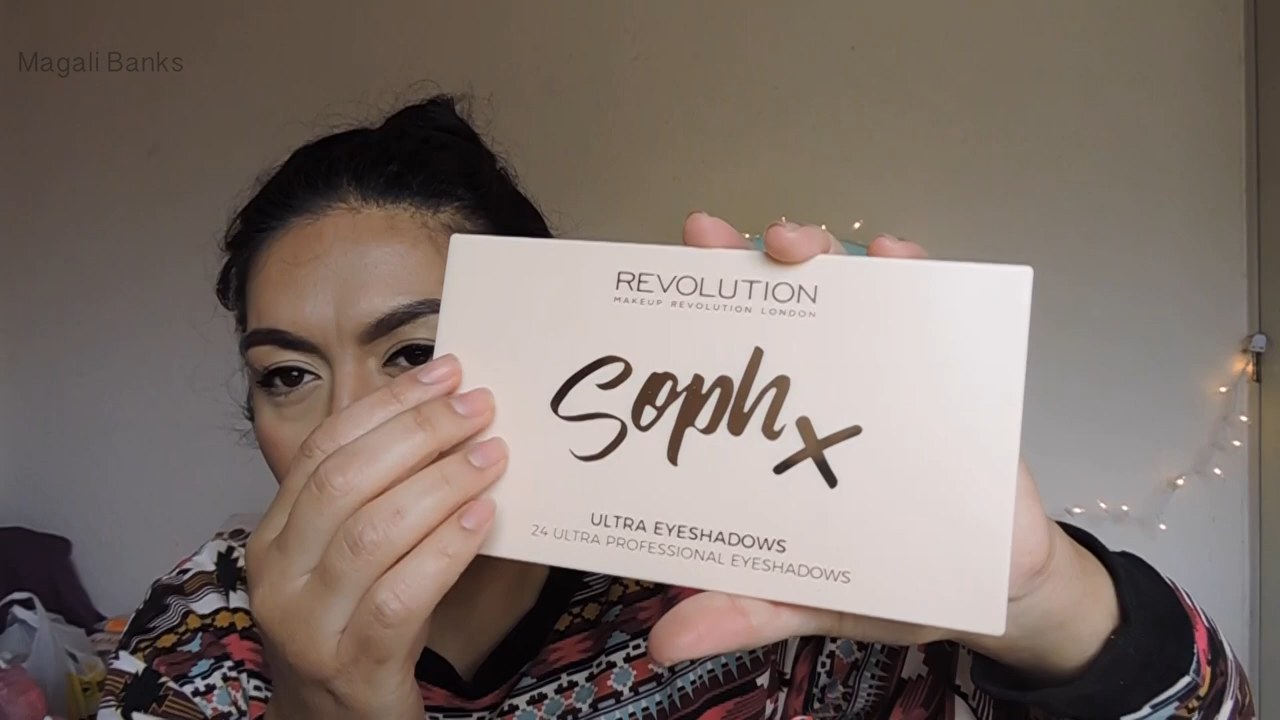 Magali Banks
REVOLUTION
MAKEUP REVOLUTION LONDON
Soph x
ULTRA EYESHADOWS
24 ULTRA PROFESSIONAL EYESHADOWS